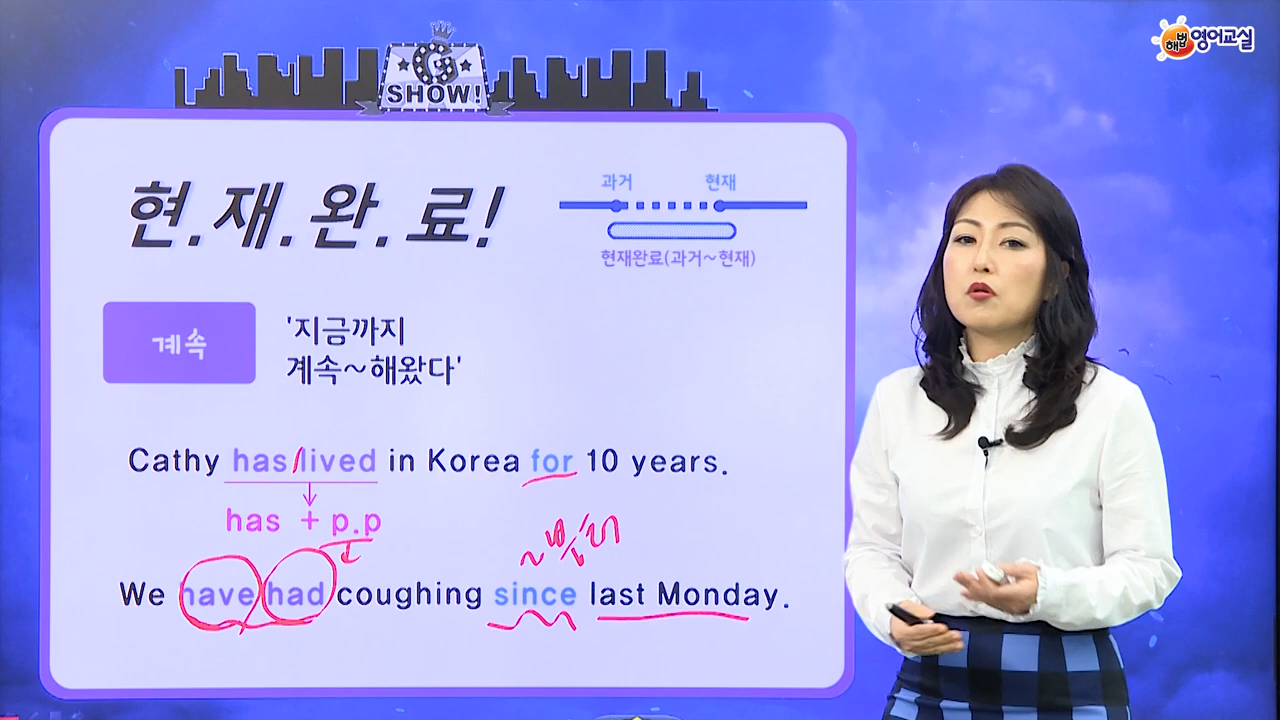 해법영어교실
G
SHOW!
현.재.완.료!
과거 현재
현재완료(과거~현재)
계속
'지금까지
계속~해왔다'
Cathy has/lived in Korea for 10 years.
has + p.p
~부터
We have had coughing since last Monday.